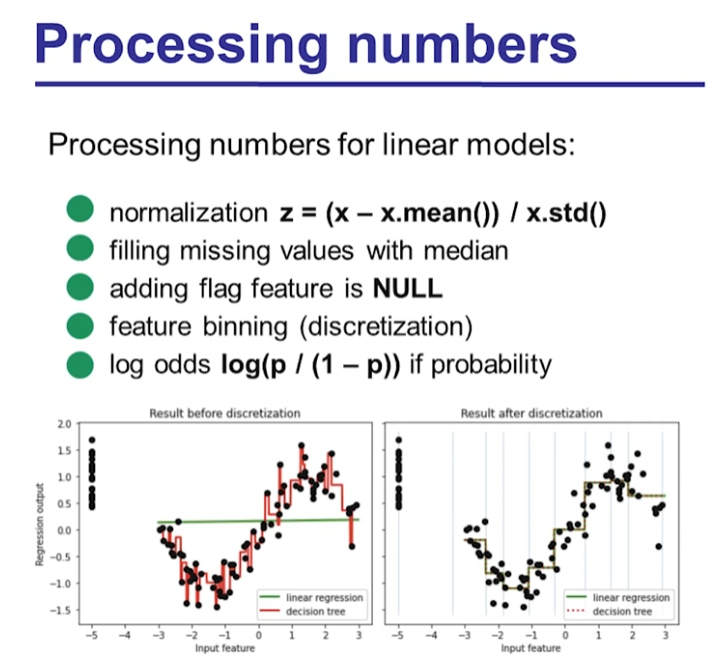 Processing numbers
Processing numbers for linear models:
normalization z = (x – x.mean()) / x.std()
filling missing values with median
adding flag feature is NULL
feature binning (discretization)
log odds log(p / (1 – p)) if probability
Result before discretization
Result after discretization
2.0
1.5
1.0
0.5
0.0
−0.5
−1.0
−1.5
Regression output
linear regression
decision tree
linear regression
decision tree
−5 −4 −3 −2 −1 0 1 2 3
−5 −4 −3 −2 −1 0 1 2 3
Input feature
Input feature